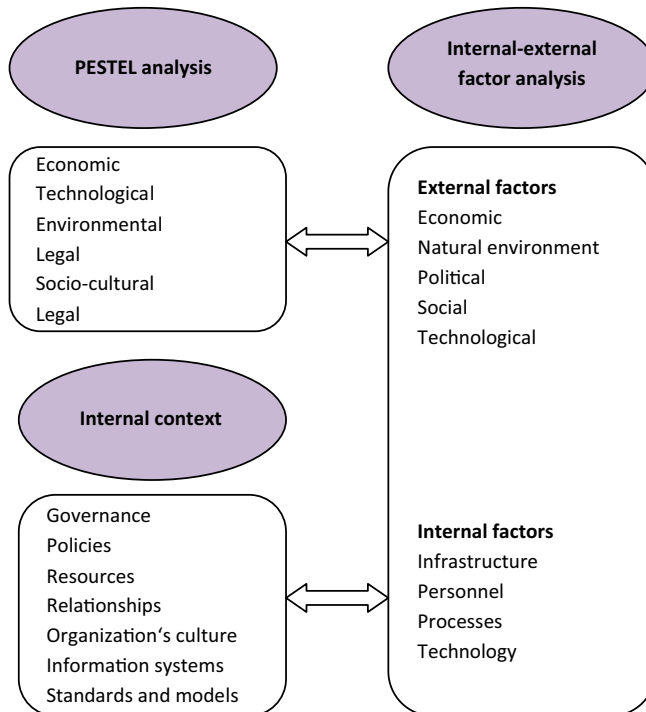 PESTEL analysis
Economic
Technological
Environmental
Legal
Socio-cultural
Legal
Internal context
Governance
Policies
Resources
Relationships
Organization‘s culture
Information systems
Standards and models
Internal-external
factor analysis
External factors
Economic
Natural environment
Political
Social
Technological
Internal factors
Infrastructure
Personnel
Processes
Technology